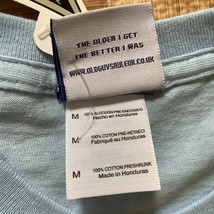 THE OLDER I GET
THE BETTER I WAS
WWW.OLDGUYSRULEUK.CO.UK
M
100% ALGODON PRE-ENCOGIDO
Hecho en Honduras
M
100% COTON PRÉ-RÉTRÉCI
Fabriqué au Honduras
M
100% COTTON PRESHRUNK
Made in Honduras